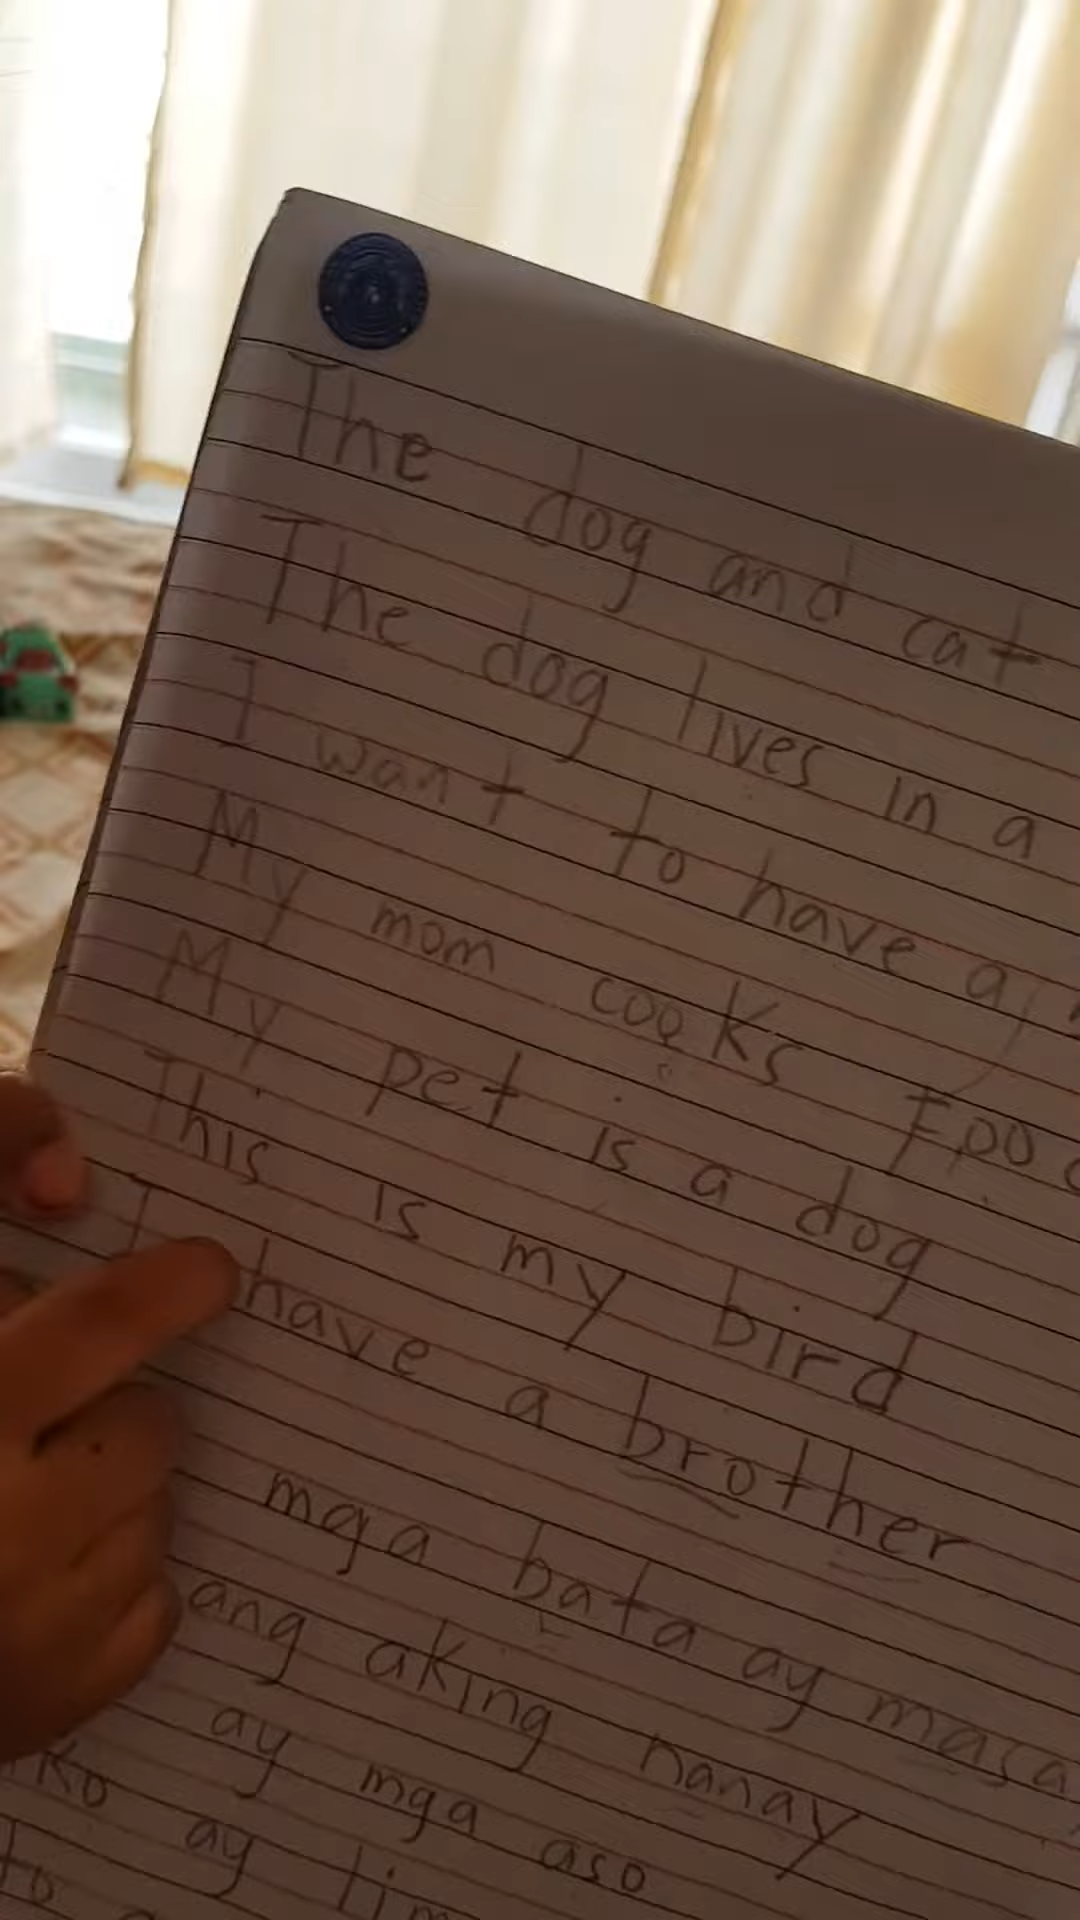 The dog and cat
The dog lives in a
I want to have a
My mom cooks
My pet is a dog
This is my bird
I have a brother
mga bata ay
ang aking nanay
ay mga aso
ay